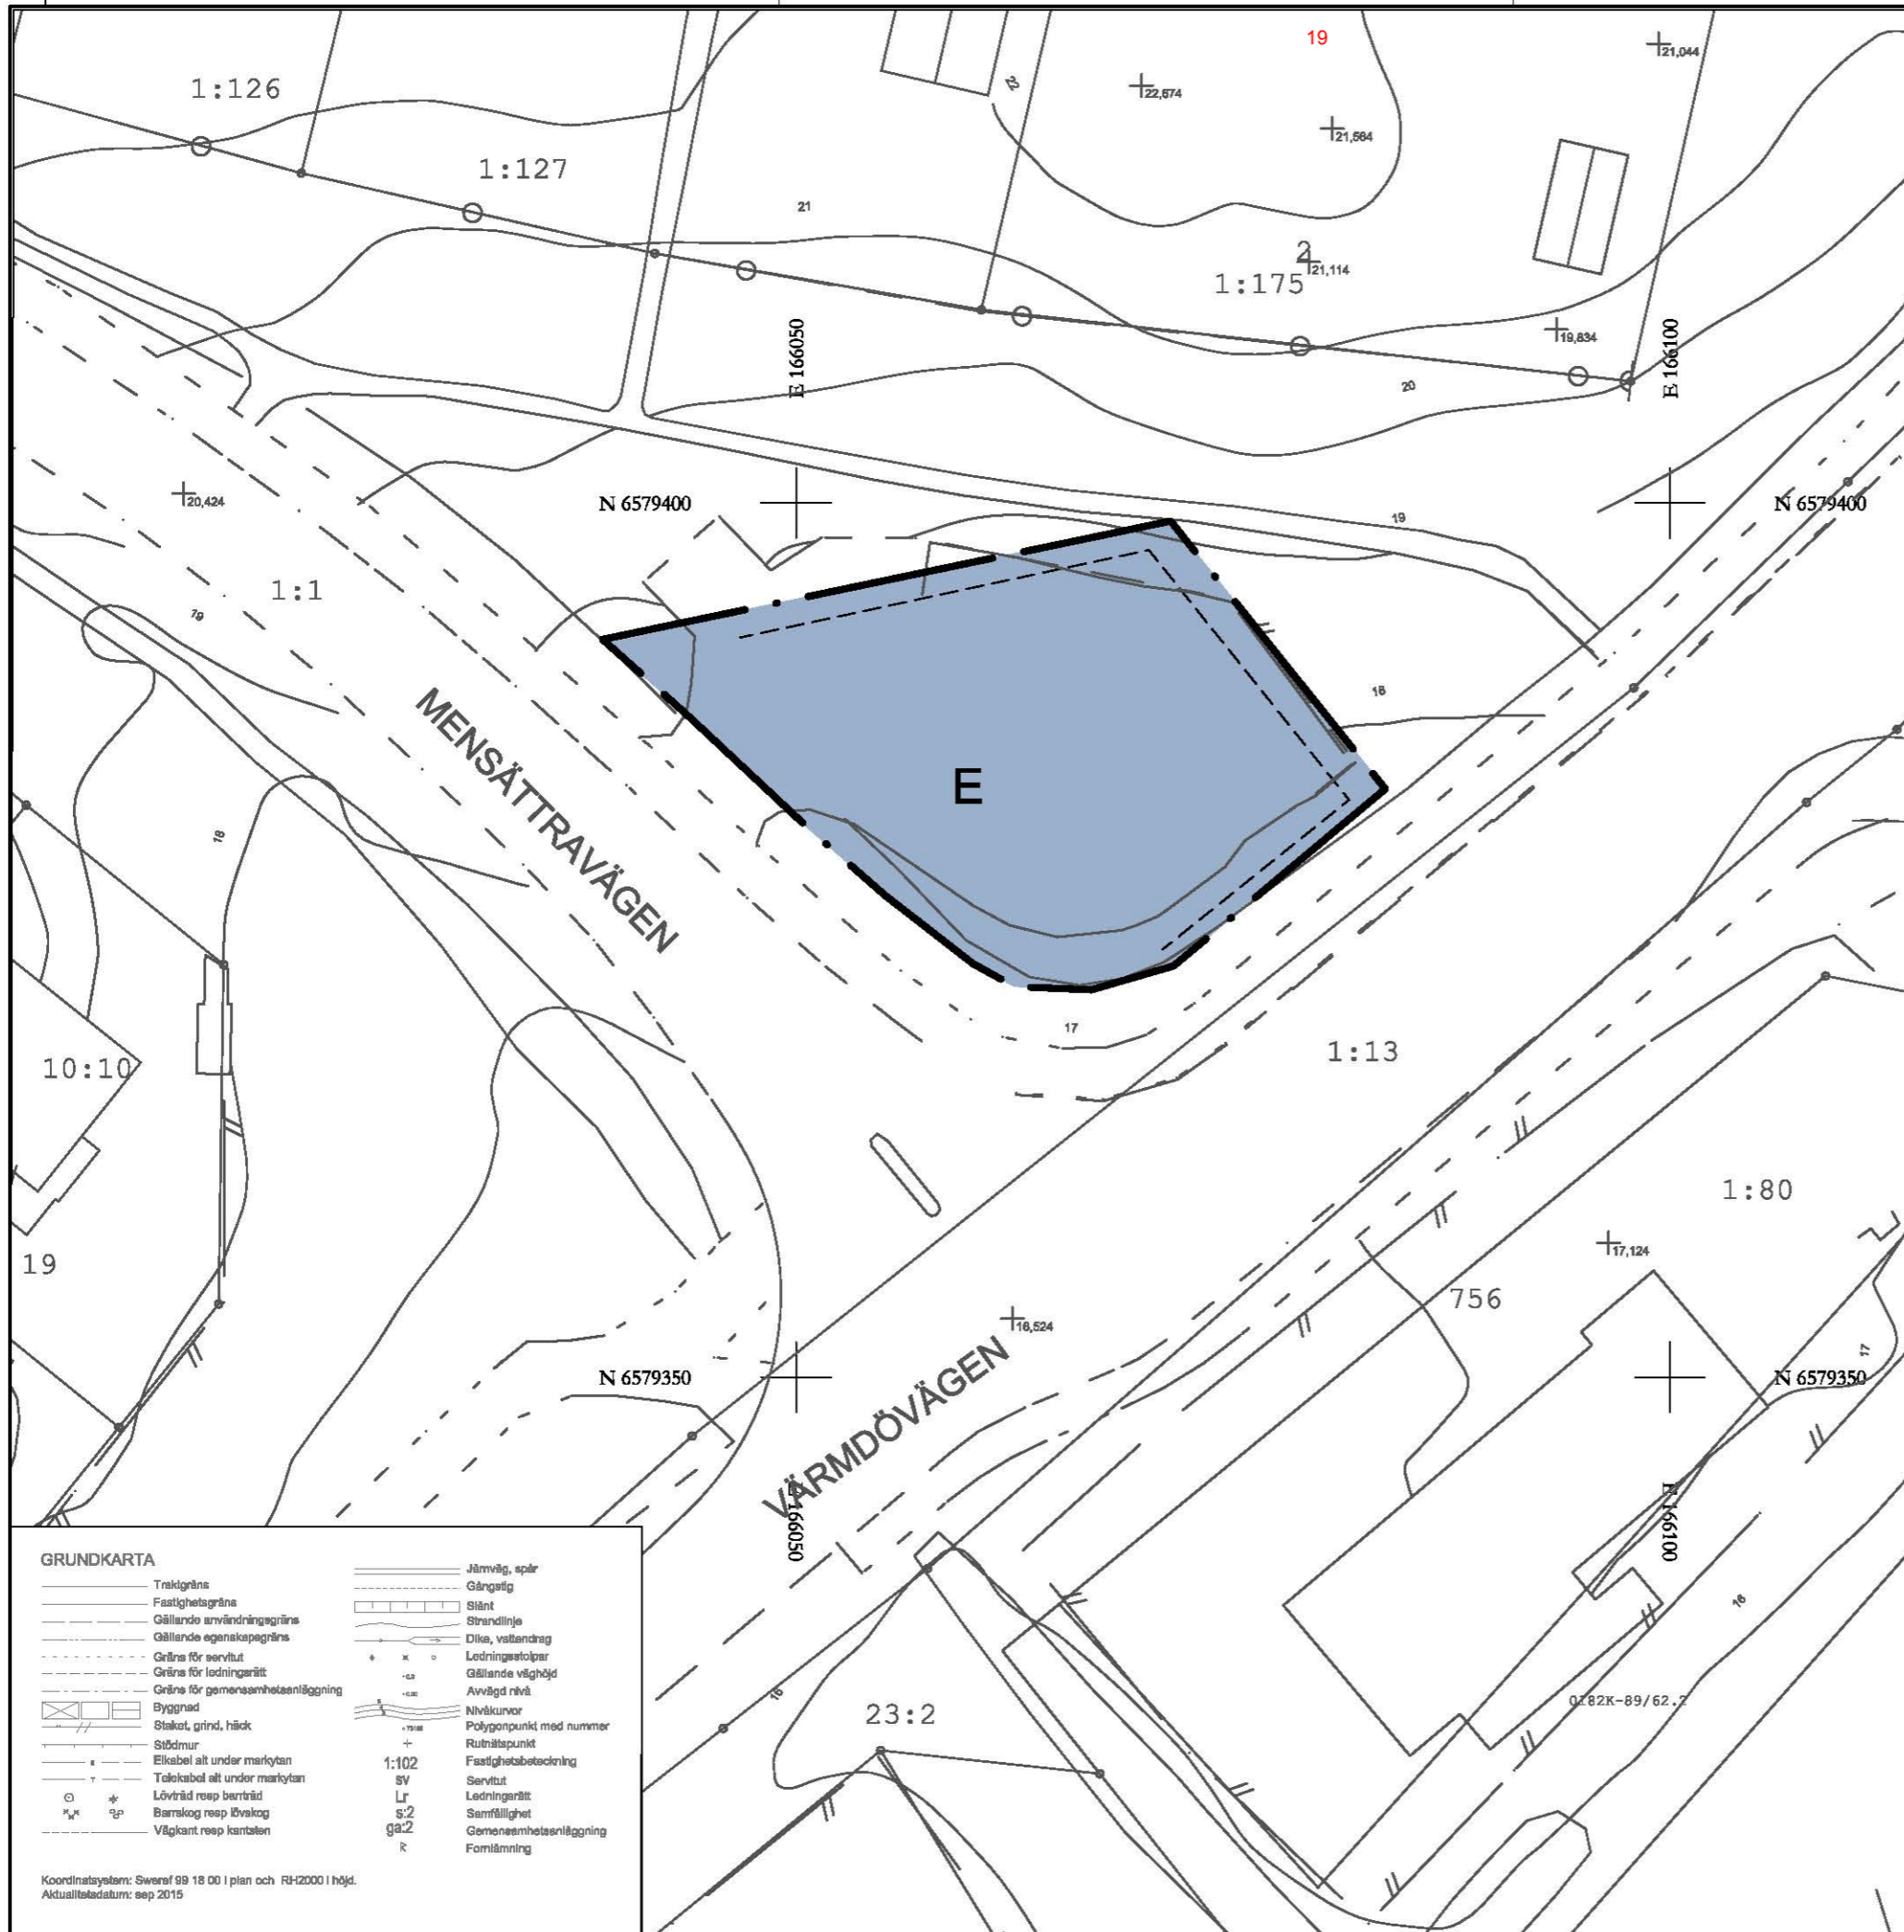 19
21,044
1:126
22,674
22
21,564
1:127
21
2
21,114
1:175
19,834
E 166050
E 166100
20
20,424
N 6579400
19
N 6579400
1:1
19
18
MENSÄTTRAVÄGEN
E
18
17
1:13
10:10
1:80
17,124
19
756
16,524
17
N 6579350
N 6579350
VÄRMDÖVÄGEN
E 166050
E 166100
16
16
23:2
0182K-89/62.2
GRUNDKARTA
Traktgräns
Fastighetsgräns
Gällande användningsgräns
Gällande egenskapsgräns
Gräns för servitut
Gräns för ledningsrätt
Gräns för gemensamhetsanläggning
Byggnad
Staket, grind, häck
Stödmur
Elkabel alt under markytan
Telekabel alt under markytan
Lövträd resp barrträd
Barrskog resp lövskog
Vägkant resp kantsten
Järnväg, spår
Gångstig
Slänt
Strandlinje
Dike, vattendrag
Ledningsstolpar
Gällande väghöjd
Avvägd nivå
Nivåkurvor
Polygonpunkt med nummer
Rutnätspunkt
1:102 Fastighetsbeteckning
SV Servitut
Lr Ledningsrätt
s:2 Samfällighet
ga:2 Gemensamhetsanläggning
R Fornlämning
Koordinatsystem: Sweref 99 18 00 i plan och RH2000 i höjd.
Aktualitetsdatum: sep 2015